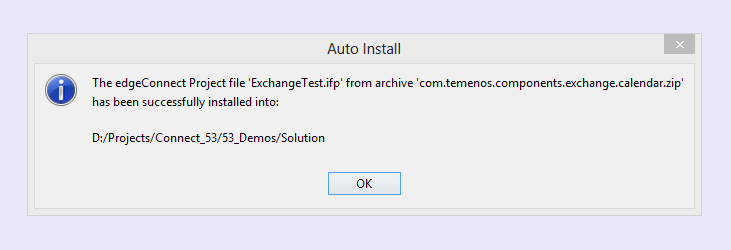 Auto Install
The edgeConnect Project file 'ExchangeTest.ifp' from archive 'com.temenos.components.exchange.calendar.zip'
has been successfully installed into:
D:/Projects/Connect_53/53_Demos/Solution
OK